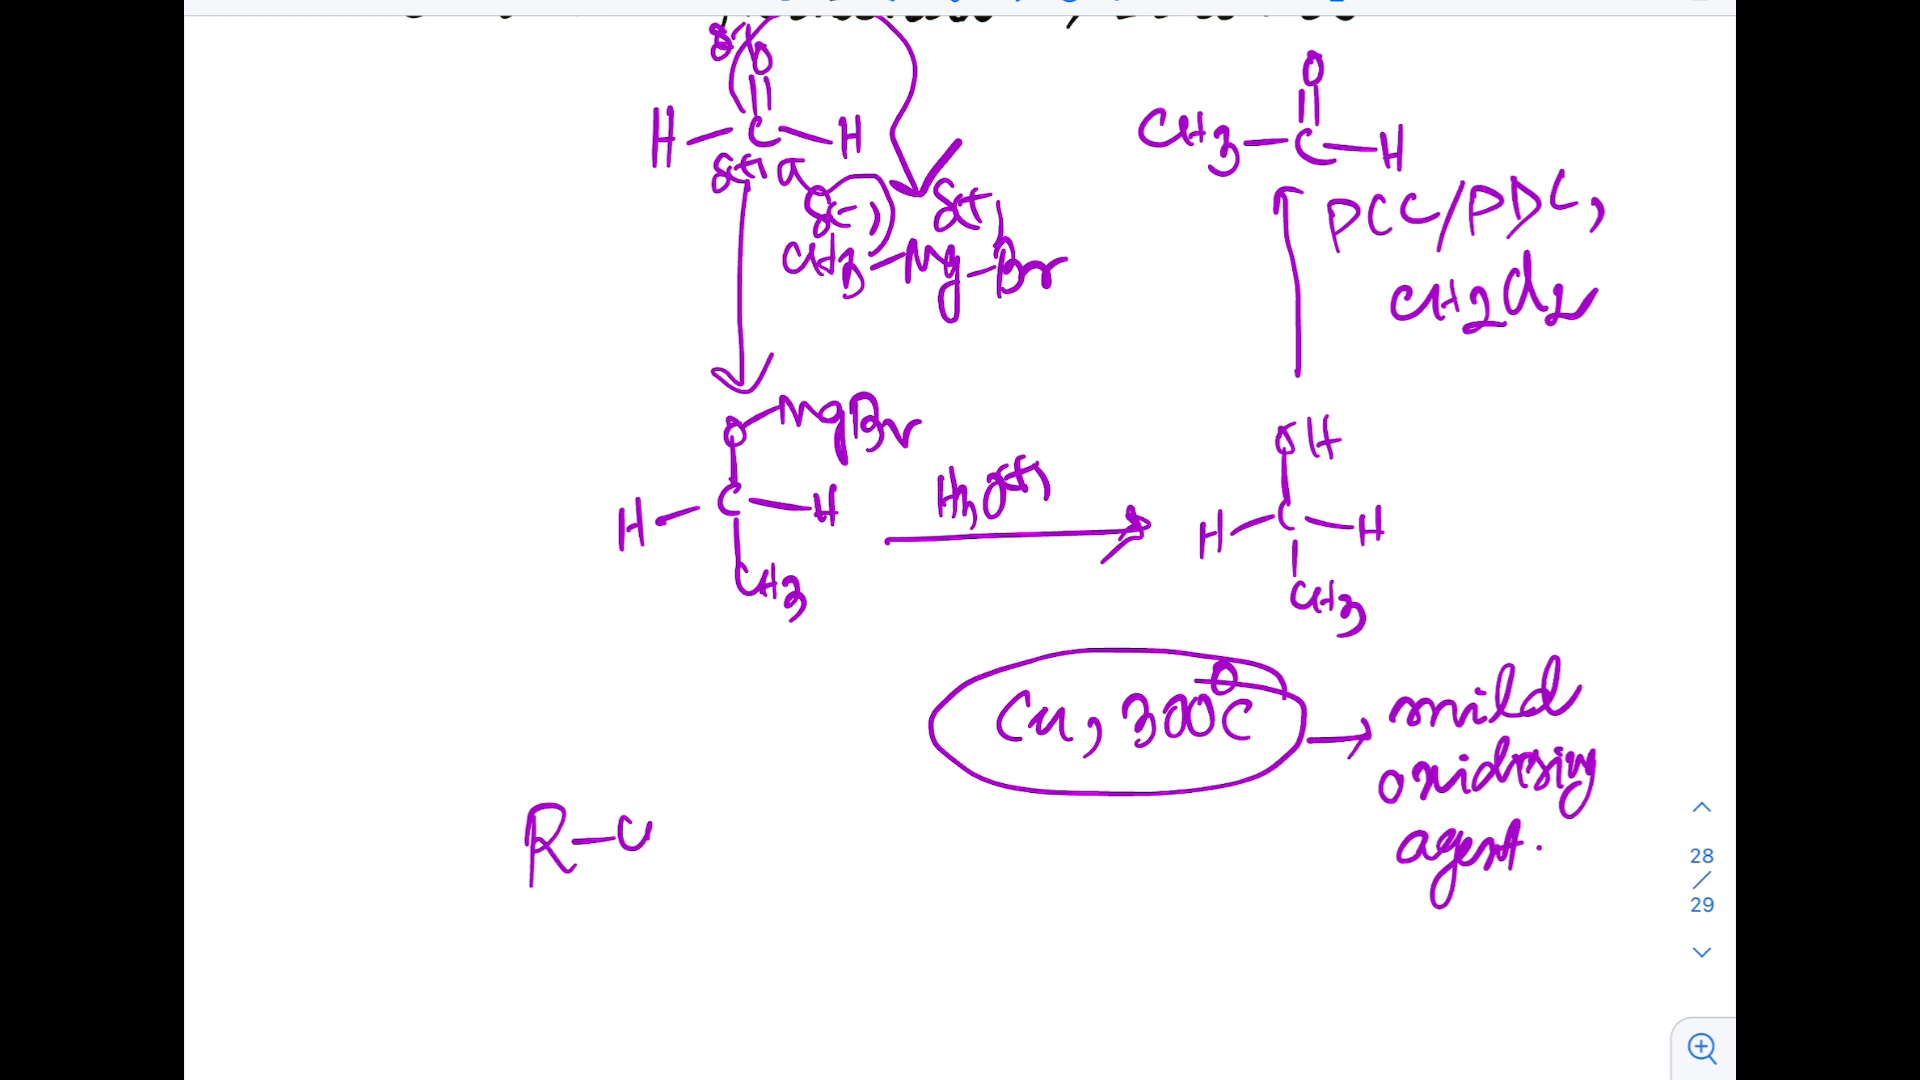 δ(-)
O
||
H-C-H
δ(+)
δ(-) δ(+)
CH3-Mg-Br
O
||
CH3-C-H
PCC/PDC,
CH2Cl2
O-MgBr
H-C-H
CH3
H3O(+)
OH
H-C-H
CH3
Cu, 300°C → mild
oxidising
agent.
R-C
28
/
29